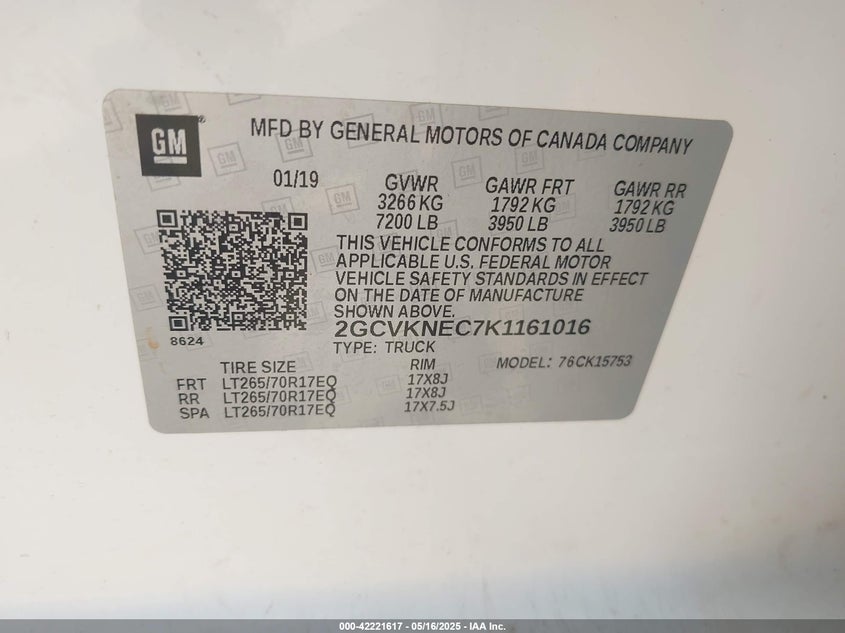 GM
MFD BY GENERAL MOTORS OF CANADA COMPANY
01/19 GVWR GAWR FRT GAWR RR
3266 KG 1792 KG 1792 KG
7200 LB 3950 LB 3950 LB
THIS VEHICLE CONFORMS TO ALL
APPLICABLE U.S. FEDERAL MOTOR
VEHICLE SAFETY STANDARDS IN EFFECT
ON THE DATE OF MANUFACTURE
SHOWN ABOVE.
2GCVKNEC7K1161016
8624
TYPE: TRUCK
MODEL: 76CK15753
TIRE SIZE RIM
FRT LT265/70R17EQ 17X8J
RR LT265/70R17EQ 17X8J
SPA LT265/70R17EQ 17X7.5J
000-42221617 - 05/16/2025 - IAA Inc.